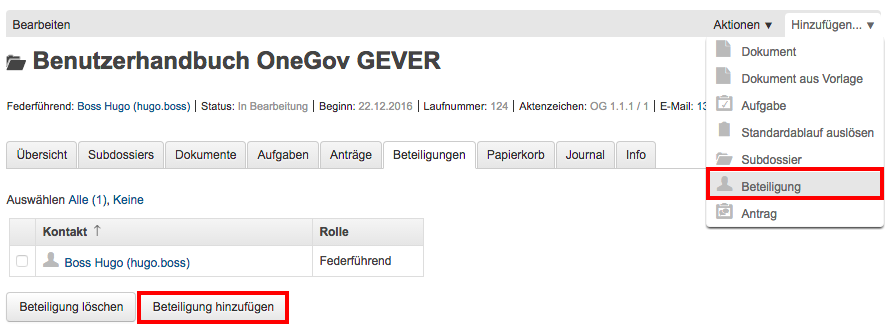 Bearbeiten Aktionen ▼ Hinzufügen... ▼
Benutzerhandbuch OneGov GEVER
Federführend: Boss Hugo (hugo.boss) | Status: In Bearbeitung | Beginn: 22.12.2016 | Laufnummer: 124 | Aktenzeichen: OG 1.1.1 / 1 | E-Mail: 13
Dokument
Dokument aus Vorlage
Aufgabe
Standardablauf auslösen
Subdossier
Beteiligung
Antrag
Übersicht Subdossiers Dokumente Aufgaben Anträge Beteiligungen Papierkorb Journal Info
Auswählen Alle (1), Keine
Kontakt ↑ Rolle
Boss Hugo (hugo.boss) Federführend
Beteiligung löschen Beteiligung hinzufügen